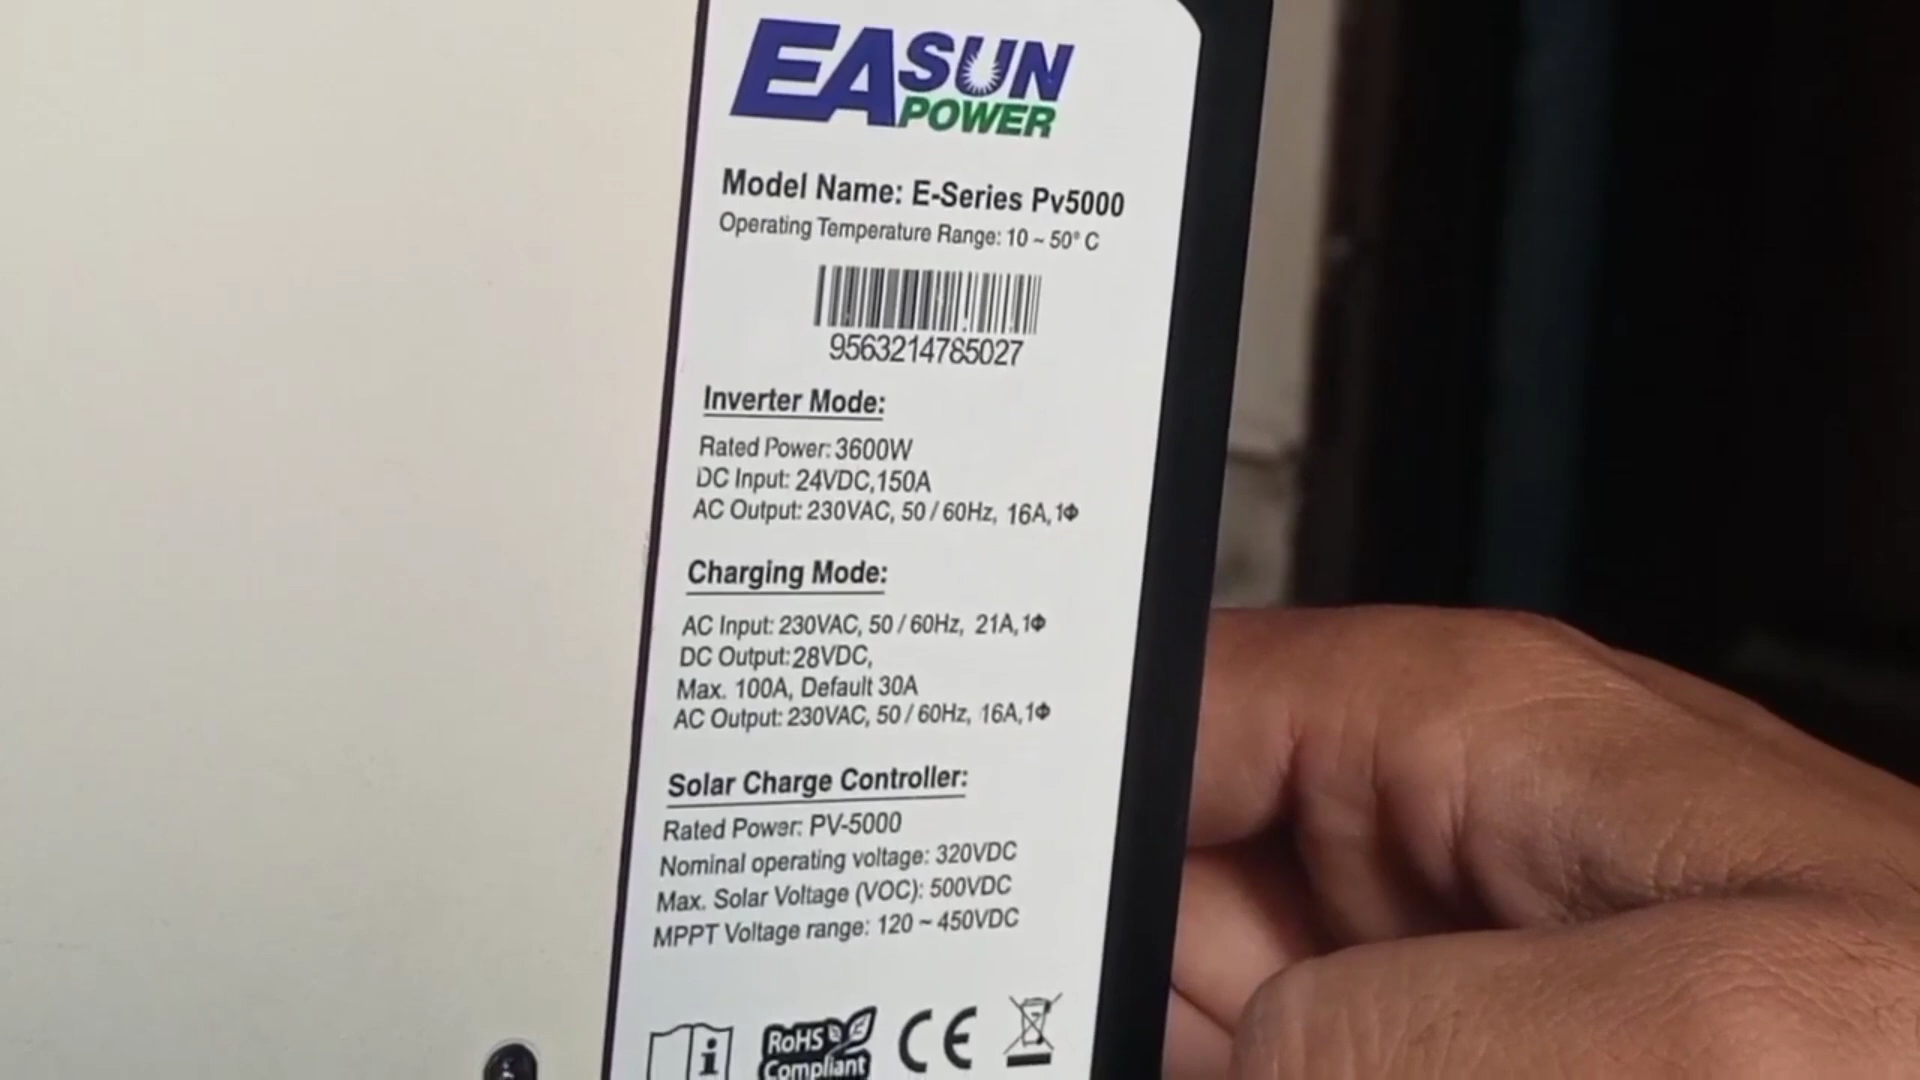 EASUN
POWER
Model Name: E-Series Pv5000
Operating Temperature Range: 10 ~ 50° C
9563214785027
Inverter Mode:
Rated Power: 3600W
DC Input: 24VDC,150A
AC Output: 230VAC, 50 / 60Hz, 16A,1Φ
Charging Mode:
AC Input: 230VAC, 50 / 60Hz, 21A,1Φ
DC Output:28VDC,
Max. 100A, Default 30A
AC Output: 230VAC, 50 / 60Hz, 16A,1Φ
Solar Charge Controller:
Rated Power: PV-5000
Nominal operating voltage: 320VDC
Max. Solar Voltage (VOC): 500VDC
MPPT Voltage range: 120 ~ 450VDC
i RoHS CE
Compliant